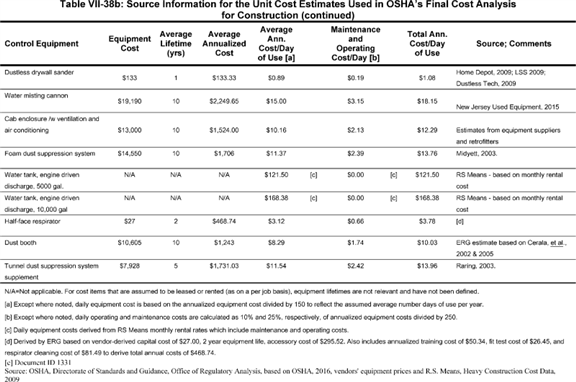 Table VII-38b: Source Information for the Unit Cost Estimates Used in OSHA's Final Cost Analysis
for Construction (continued)
Control Equipment Equipment Cost Average Lifetime (yrs) Average Annualized Cost Average Ann. Cost/Day of Use [a] Maintenance and Operating Cost/Day [b] Total Ann. Cost/Day of Use Source; Comments
Dustless drywall sander $133 1 $133.33 $0.89 $0.19 $1.08 Home Depot, 2009; LSS 2009; Dustless Tech, 2009
Water misting cannon $19,190 10 $2,249.65 $15.00 $3.15 $18.15 New Jersey Used Equipment, 2015
Cab enclosure /w ventilation and air conditioning $13,000 10 $1,524.00 $10.16 $2.13 $12.29 Estimates from equipment suppliers and retrofitters
Foam dust suppression system $14,550 10 $1,706 $11.37 $2.39 $13.76 Midyett, 2003.
Water tank, engine driven discharge, 5000 gal. N/A N/A N/A $121.50 [c] $0.00 [c] $121.50 RS Means - based on monthly rental cost
Water tank, engine driven discharge, 10,000 gal N/A N/A N/A $168.38 [c] $0.00 [c] $168.38 RS Means - based on monthly rental cost
Half-face respirator $27 2 $468.74 $3.12 $0.66 $3.78 [d]
Dust booth $10,605 10 $1,243 $8.29 $1.74 $10.03 ERG estimate based on Cerala, et al., 2002 & 2005
Tunnel dust suppression system supplement $7,928 5 $1,731.03 $11.54 $2.42 $13.96 Raring, 2003.
N/A=Not applicable. For cost items that are assumed to be leased or rented (as on a per job basis), equipment lifetimes are not relevant and have not been defined.
[a] Except where noted, daily equipment cost is based on the annualized equipment cost divided by 150 to reflect the assumed average number days of use per year.
[b] Except where noted, daily operating and maintenance costs are calculated as 10% and 25%, respectively, of annualized equipment costs divided by 250.
[c] Daily equipment costs derived from RS Means monthly rental rates which include maintenance and operating costs.
[d] Derived by ERG based on vendor-derived capital cost of $27.00, 2 year equipment life, accessory cost of $295.52. Also includes annualized training cost of $50.34, fit test cost of $26.45, and
respirator cleaning cost of $81.49 to derive total annual costs of $468.74.
[e] Document ID 1331
Source: OSHA, Directorate of Standards and Guidance, Office of Regulatory Analysis, based on OSHA, 2016, vendors' equipment prices and R.S. Means, Heavy Construction Cost Data,
2009